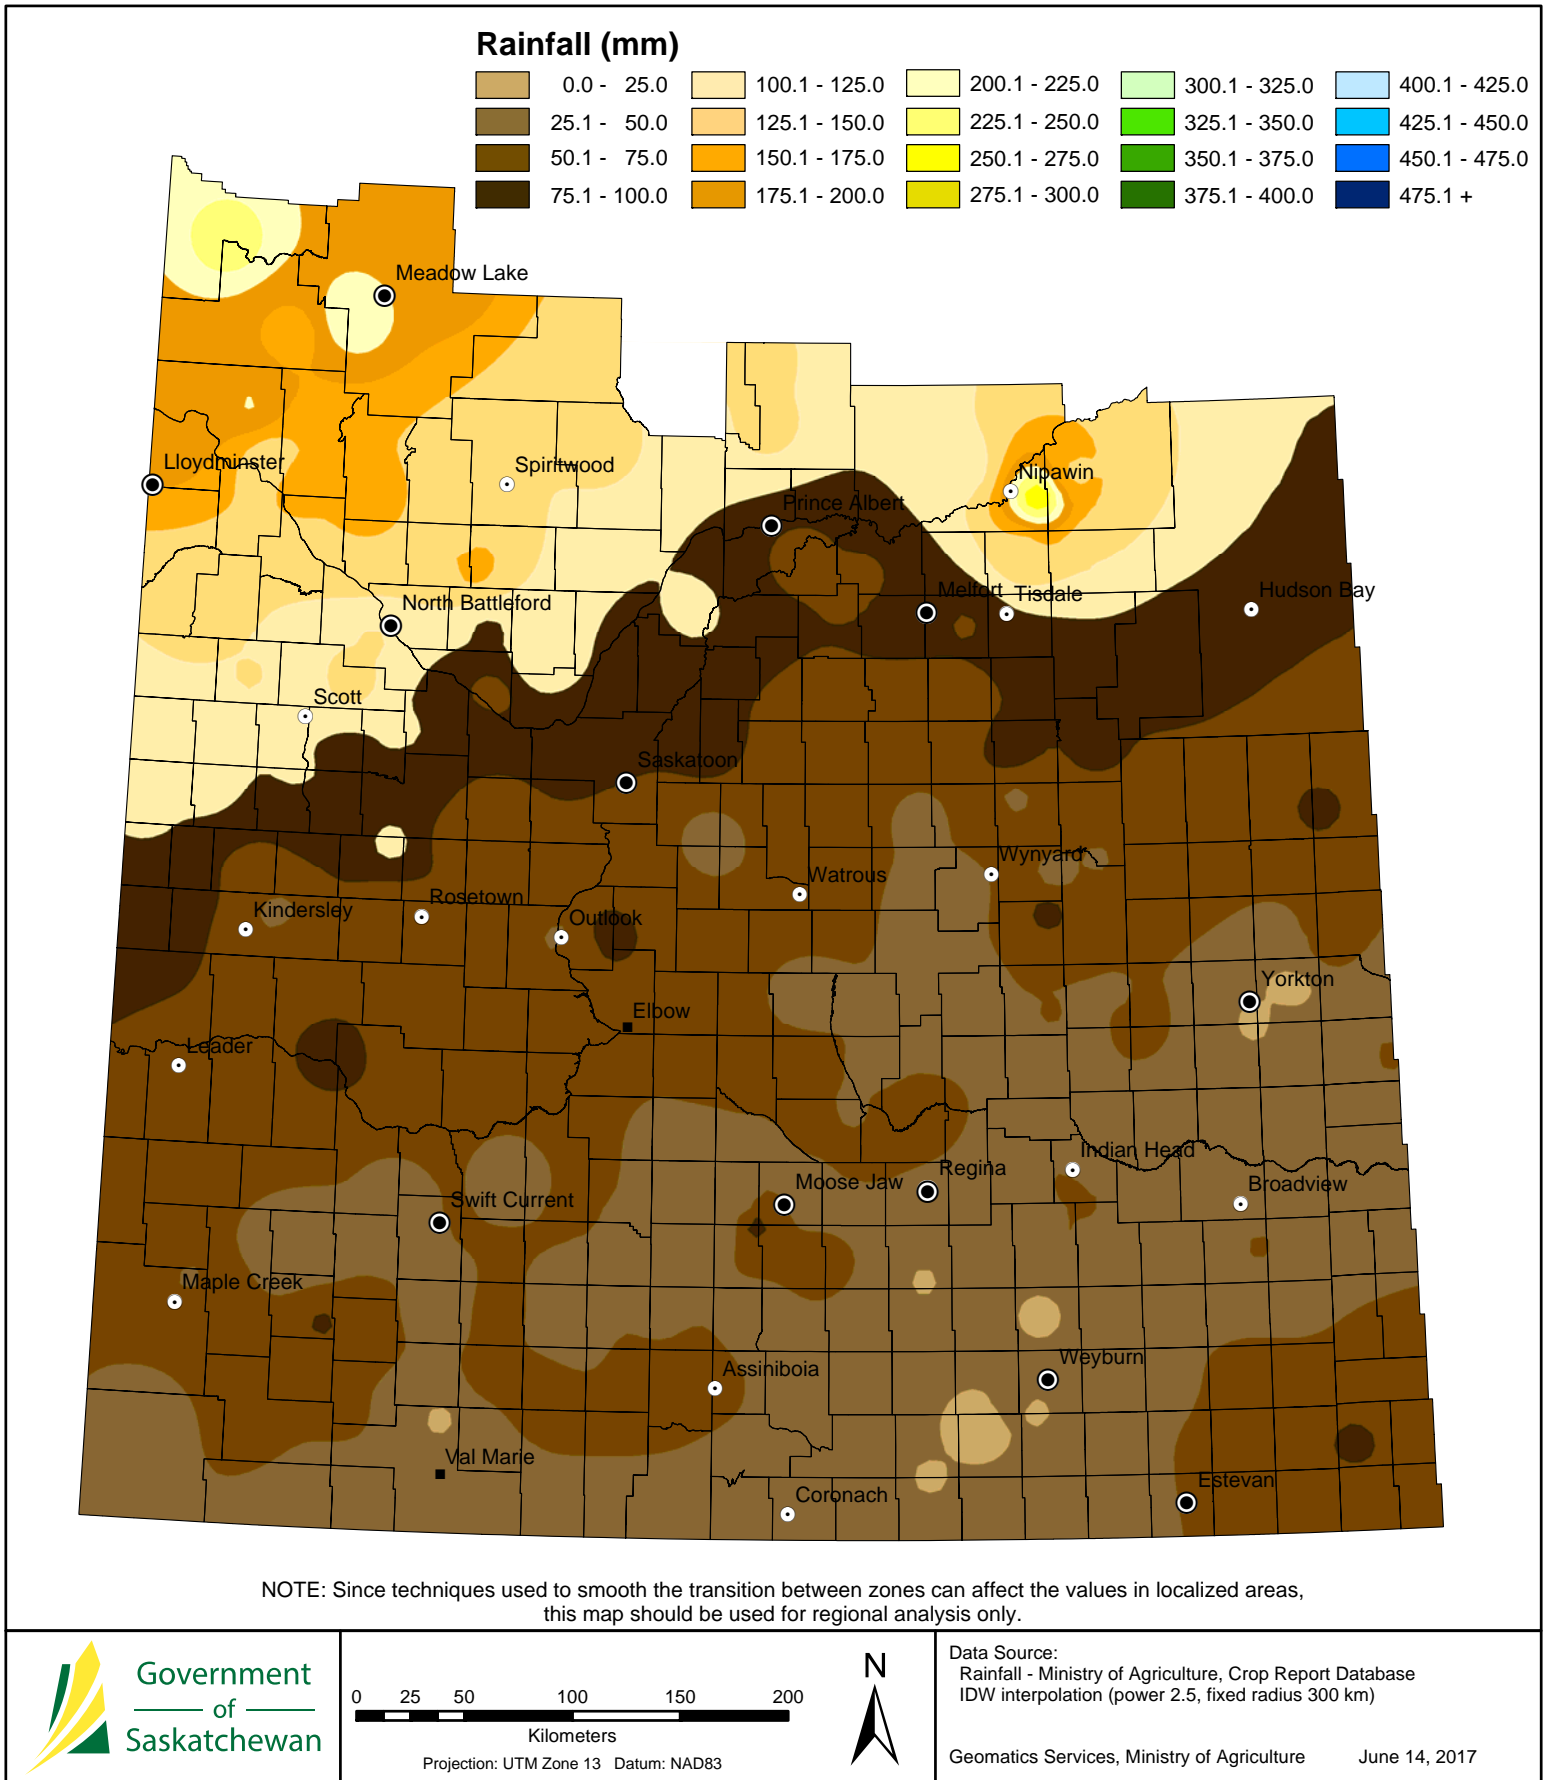 Rainfall (mm)
0.0 - 25.0
25.1 - 50.0
50.1 - 75.0
75.1 - 100.0
100.1 - 125.0
125.1 - 150.0
150.1 - 175.0
175.1 - 200.0
200.1 - 225.0
225.1 - 250.0
250.1 - 275.0
275.1 - 300.0
300.1 - 325.0
325.1 - 350.0
350.1 - 375.0
375.1 - 400.0
400.1 - 425.0
425.1 - 450.0
450.1 - 475.0
475.1 +
Meadow Lake
Lloydminster
Spiritwood
Nipawin
Prince Albert
North Battleford
Melfort
Tisdale
Hudson Bay
Scott
Saskatoon
Wynyard
Watrous
Kindersley
Rosetown
Outlook
Yorkton
Elbow
Leader
Indian Head
Regina
Moose Jaw
Broadview
Swift Current
Maple Creek
Weyburn
Assiniboia
Val Marie
Estevan
Coronach
NOTE: Since techniques used to smooth the transition between zones can affect the values in localized areas,
this map should be used for regional analysis only.
Government
of
Saskatchewan
0 25 50 100 150 200
Kilometers
Projection: UTM Zone 13 Datum: NAD83
N
Data Source:
Rainfall - Ministry of Agriculture, Crop Report Database
IDW interpolation (power 2.5, fixed radius 300 km)
Geomatics Services, Ministry of Agriculture June 14, 2017